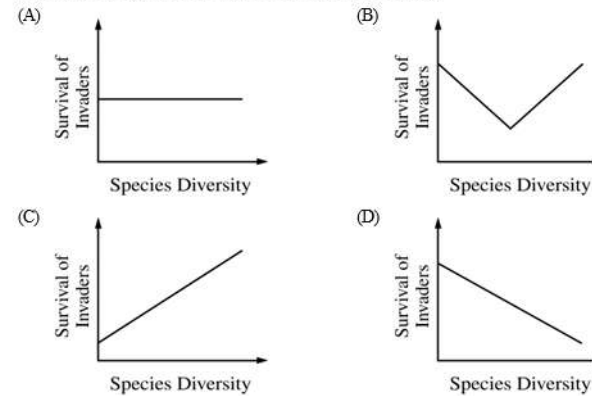 (A)
Survival of
Invaders
Species Diversity
(B)
Survival of
Invaders
Species Diversity
(C)
Survival of
Invaders
Species Diversity
(D)
Survival of
Invaders
Species Diversity